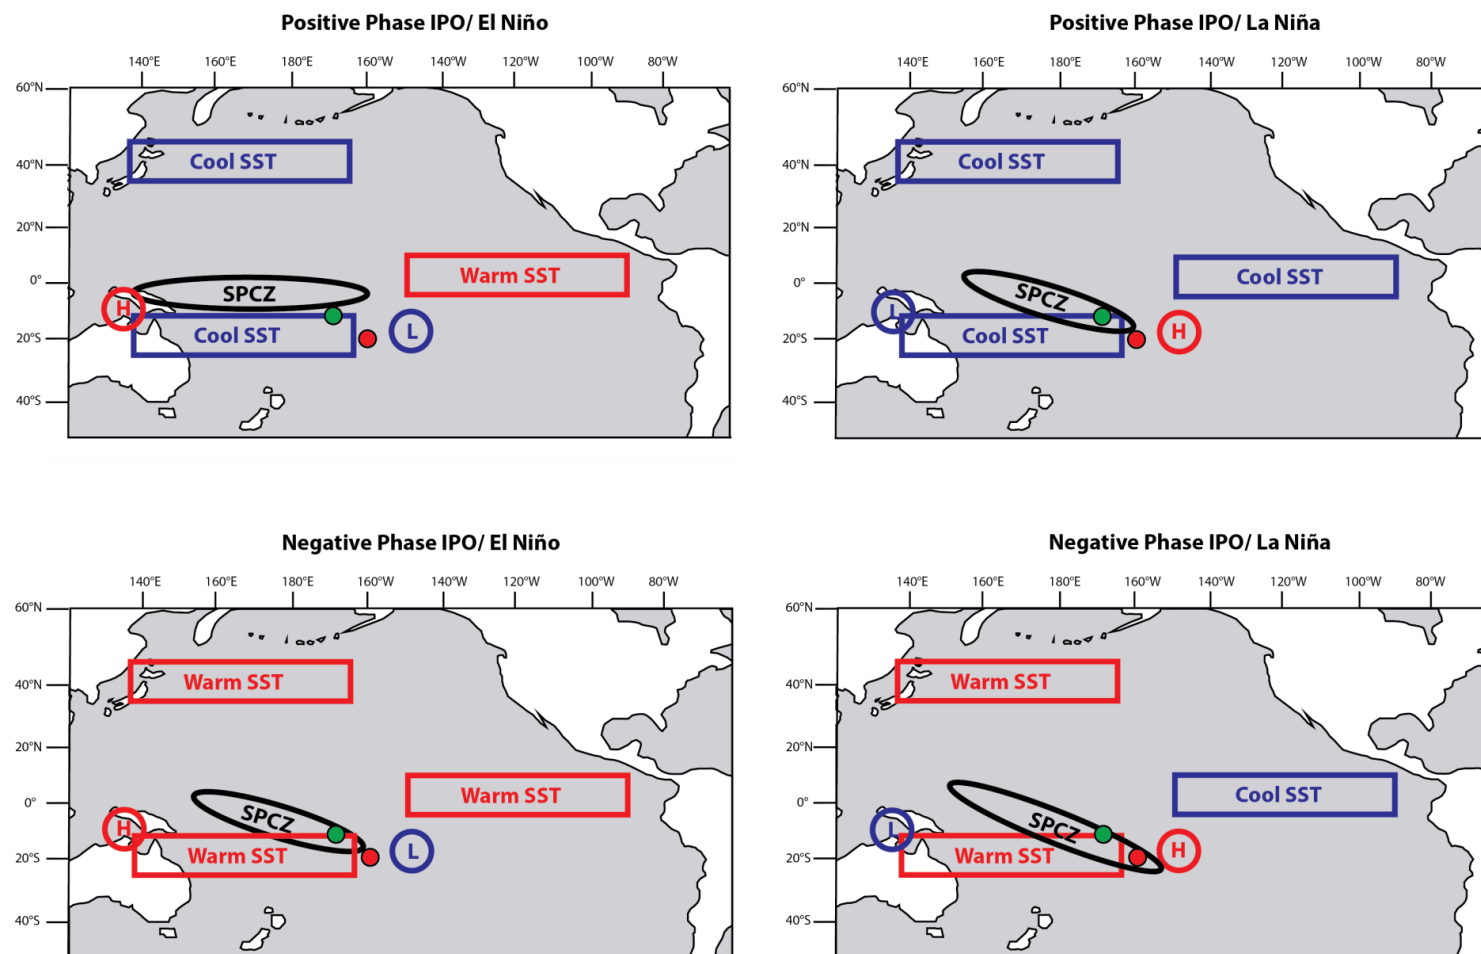 Positive Phase IPO/ El Niño
140°E 160°E 180°E 160°W 140°W 120°W 100°W 80°W
60°N
40°N
20°N
0°
20°S
40°S
Cool SST
Warm SST
SPCZ
H
Cool SST
L
Positive Phase IPO/ La Niña
140°E 160°E 180°E 160°W 140°W 120°W 100°W 80°W
60°N
40°N
20°N
0°
20°S
40°S
Cool SST
Cool SST
SPCZ
L
Cool SST
H
Negative Phase IPO/ El Niño
140°E 160°E 180°E 160°W 140°W 120°W 100°W 80°W
60°N
40°N
20°N
0°
20°S
40°S
Warm SST
Warm SST
SPCZ
H
Warm SST
L
Negative Phase IPO/ La Niña
140°E 160°E 180°E 160°W 140°W 120°W 100°W 80°W
60°N
40°N
20°N
0°
20°S
40°S
Warm SST
Cool SST
SPCZ
L
Warm SST
H